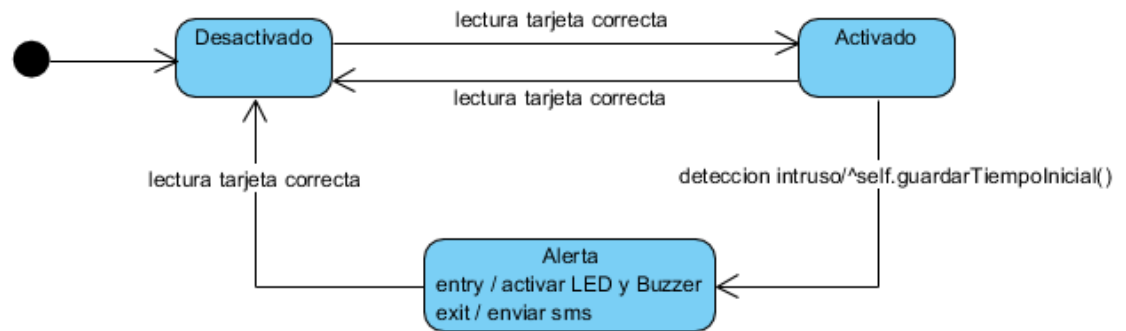 lectura tarjeta correcta
Desactivado
Activado
lectura tarjeta correcta
lectura tarjeta correcta
deteccion intruso/^self.guardarTiempoInicial()
Alerta
entry / activar LED y Buzzer
exit / enviar sms